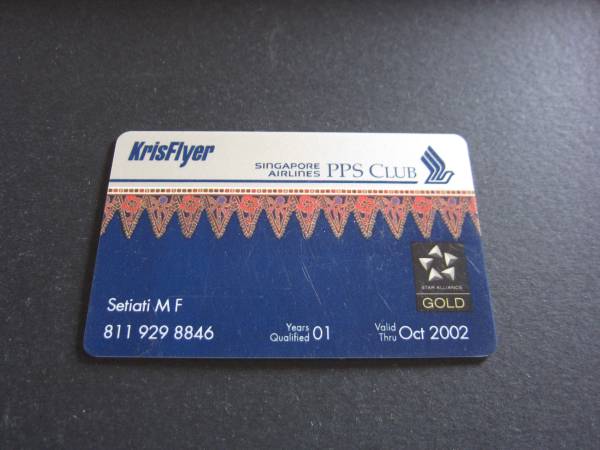 KrisFlyer
SINGAPORE AIRLINES PPS CLUB
STAR ALLIANCE
GOLD
Setiati M F
811 929 8846
Years Qualified 01
Valid Thru Oct 2002